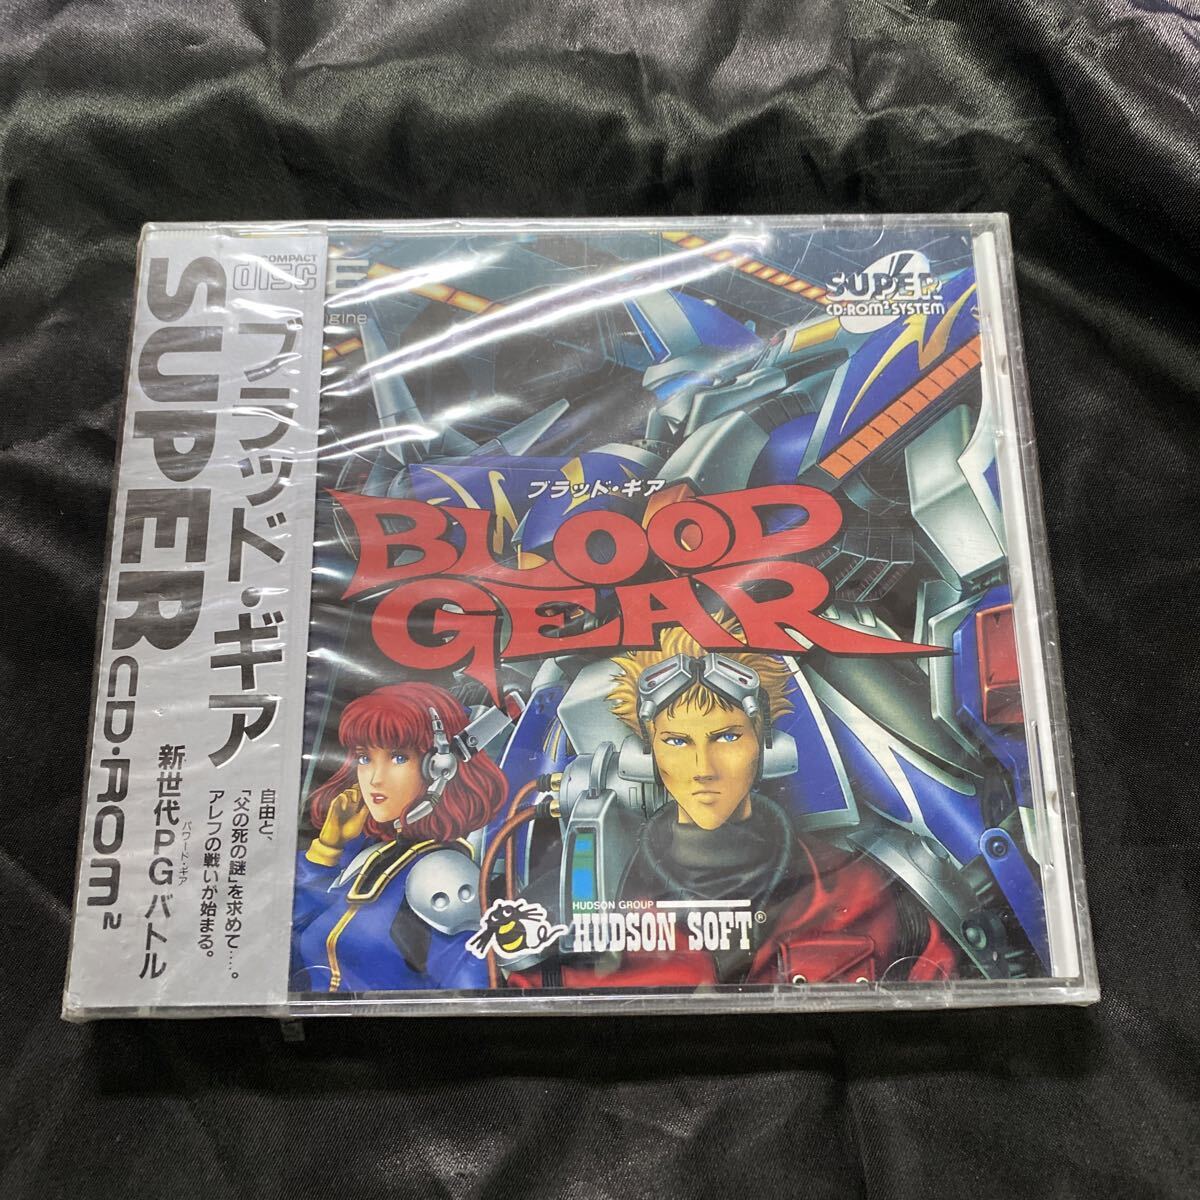 COMPACT
disc
ブラッド・ギア
SUPER CD・ROM²
新世代PGバトル
パワード・ギア
自由と、
「父の死の謎」を求めて……。
アレフの戦いが始まる。
E
ngine
SUPER
CD・ROM² SYSTEM
ブラッド・ギア
BLOOD
GEAR
HUDSON GROUP
HUDSON SOFT®